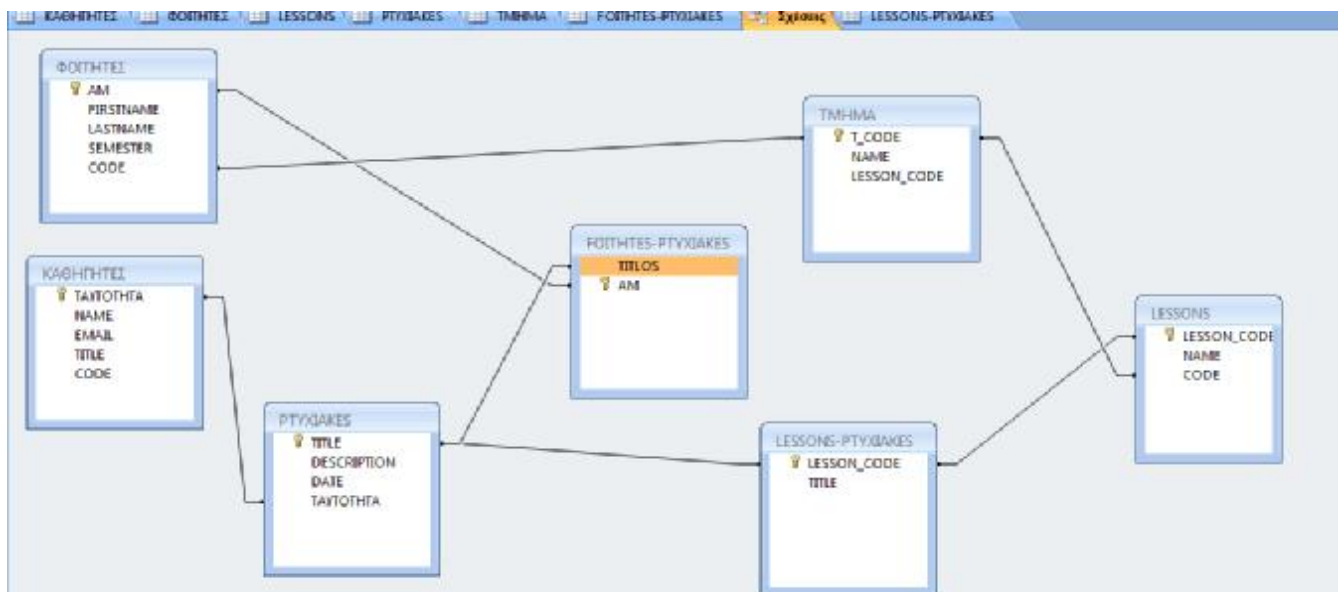 ΚΑΘΗΓΗΤΕΣ ΦΟΙΤΗΤΕΣ LESSONS PTYXIAKES ΤΜΗΜΑ FOITHTES-PTYXIAKES Σχέσεις LESSONS-PTYXIAKES
ΦΟΙΤΗΤΕΣ
AM
FIRSTNAME
LASTNAME
SEMESTER
CODE
ΤΜΗΜΑ
T_CODE
NAME
LESSON_CODE
FOITHTES-PTYXIAKES
TITLOS
AM
ΚΑΘΗΓΗΤΕΣ
ΤΑΥΤΟΤΗΤΑ
NAME
EMAIL
TITLE
CODE
LESSONS
LESSON_CODE
NAME
CODE
PTYXIAKES
TITLE
DESCRIPTION
DATE
ΤΑΥΤΟΤΗΤΑ
LESSONS-PTYXIAKES
LESSON_CODE
TITLE